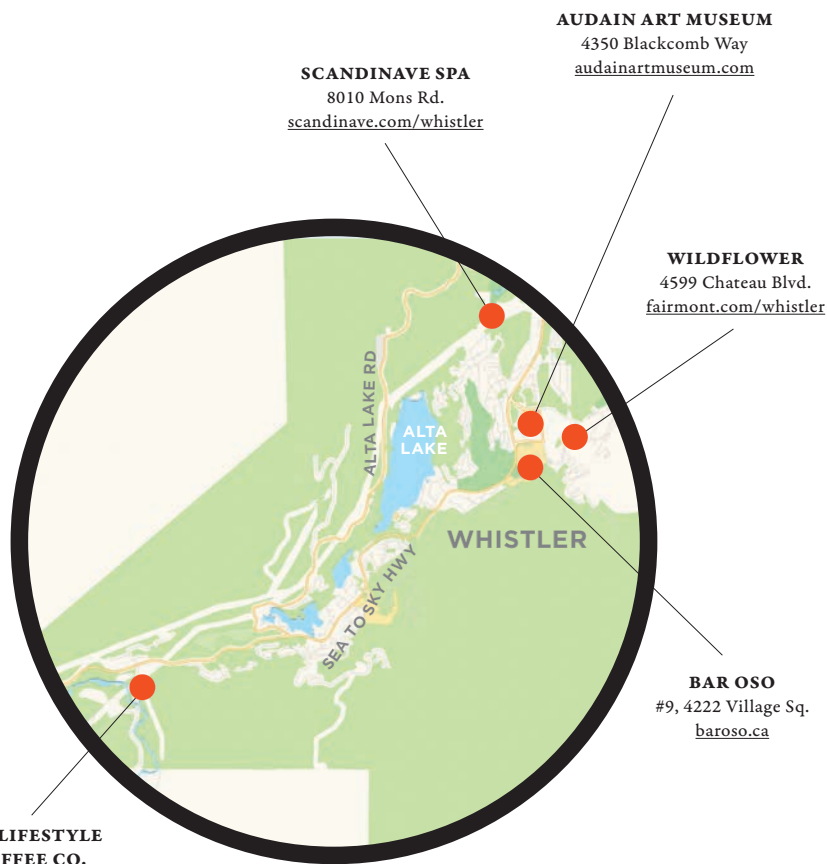 AUDAIN ART MUSEUM
4350 Blackcomb Way
audainartmuseum.com
SCANDINAVE SPA
8010 Mons Rd.
scandinave.com/whistler
WILDFLOWER
4599 Chateau Blvd.
fairmont.com/whistler
ALTA LAKE RD
ALTA
LAKE
WHISTLER
SEA TO SKY HWY
BAR OSO
#9, 4222 Village Sq.
baroso.ca
LIFESTYLE
CO.